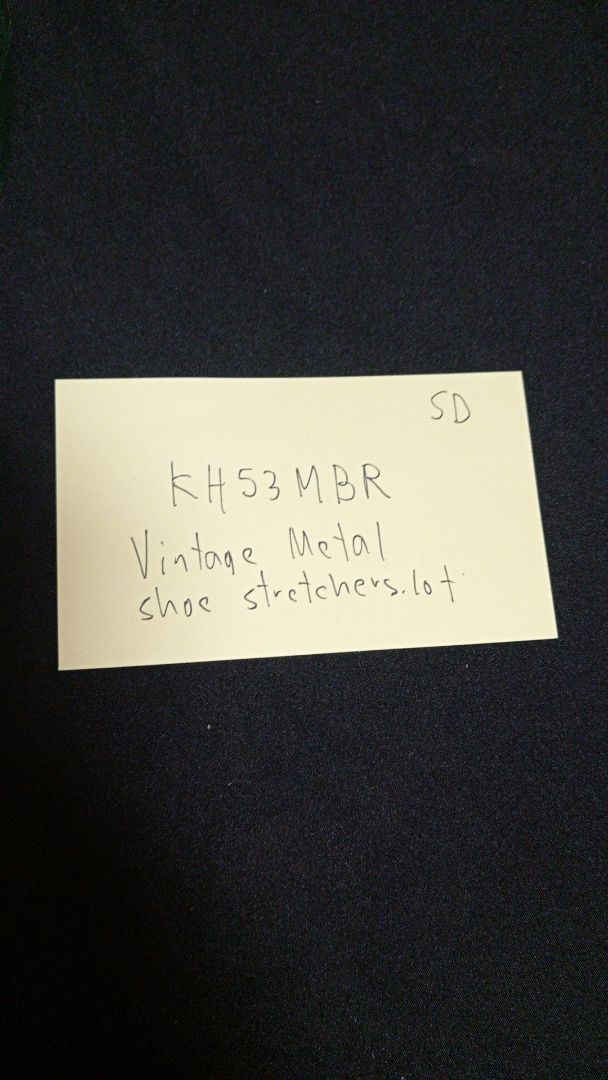 SD
KH53MBR
Vintage Metal
shoe stretchers.lot